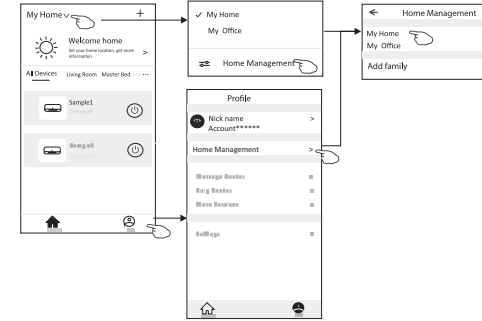 My Home
+
Welcome home
Set your home location, get more
information
>
All Devices Living Room Master Bed ...
Sample1
Turned off
My Home
My Office
Home Management
Profile
Nick name
Account******
>
Home Management
>
Home Management
My Home
My Office
Add family